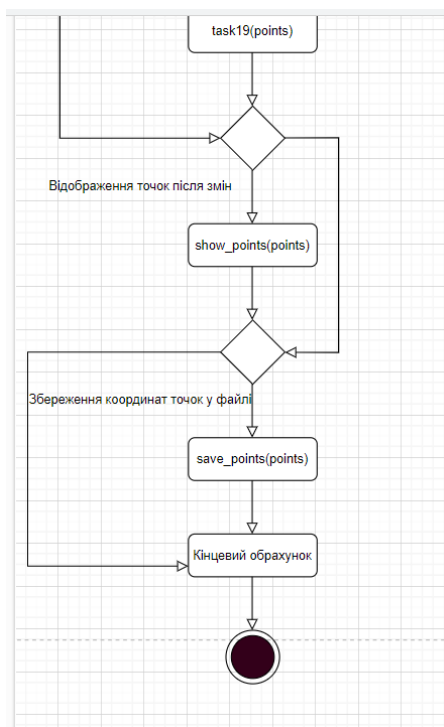 task19(points)
Відображення точок після змін
show_points(points)
Збереження координат точок у файлі
save_points(points)
Кінцевий обрахунок